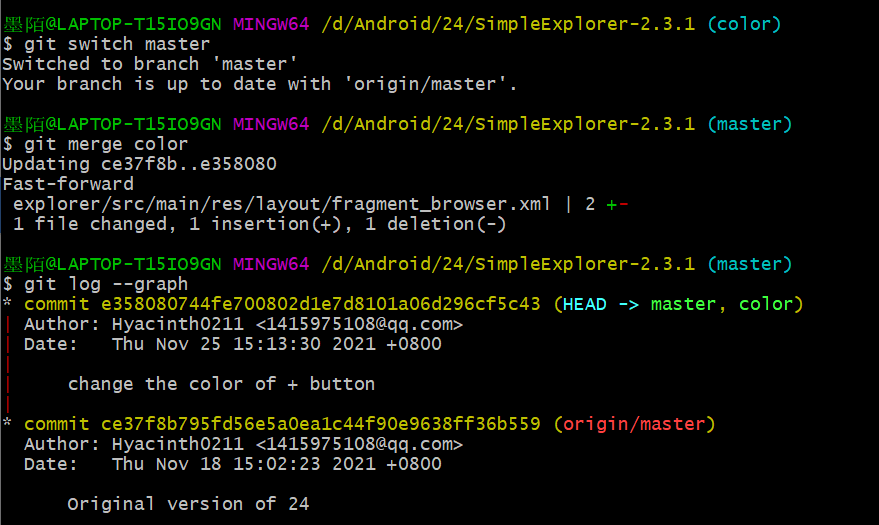 墨陌@LAPTOP-T15IO9GN MINGW64 /d/Android/24/SimpleExplorer-2.3.1 (color)
$ git switch master
Switched to branch 'master'
Your branch is up to date with 'origin/master'.
墨陌@LAPTOP-T15IO9GN MINGW64 /d/Android/24/SimpleExplorer-2.3.1 (master)
$ git merge color
Updating ce37f8b..e358080
Fast-forward
 explorer/src/main/res/layout/fragment_browser.xml | 2 +-
 1 file changed, 1 insertion(+), 1 deletion(-)
墨陌@LAPTOP-T15IO9GN MINGW64 /d/Android/24/SimpleExplorer-2.3.1 (master)
$ git log --graph
* commit e358080744fe700802d1e7d8101a06d296cf5c43 (HEAD -> master, color)
| Author: Hyacinth0211 <1415975108@qq.com>
| Date:   Thu Nov 25 15:13:30 2021 +0800
|
|     change the color of + button
|
* commit ce37f8b795fd56e5a0ea1c44f90e9638ff36b559 (origin/master)
  Author: Hyacinth0211 <1415975108@qq.com>
  Date:   Thu Nov 18 15:02:23 2021 +0800
      Original version of 24